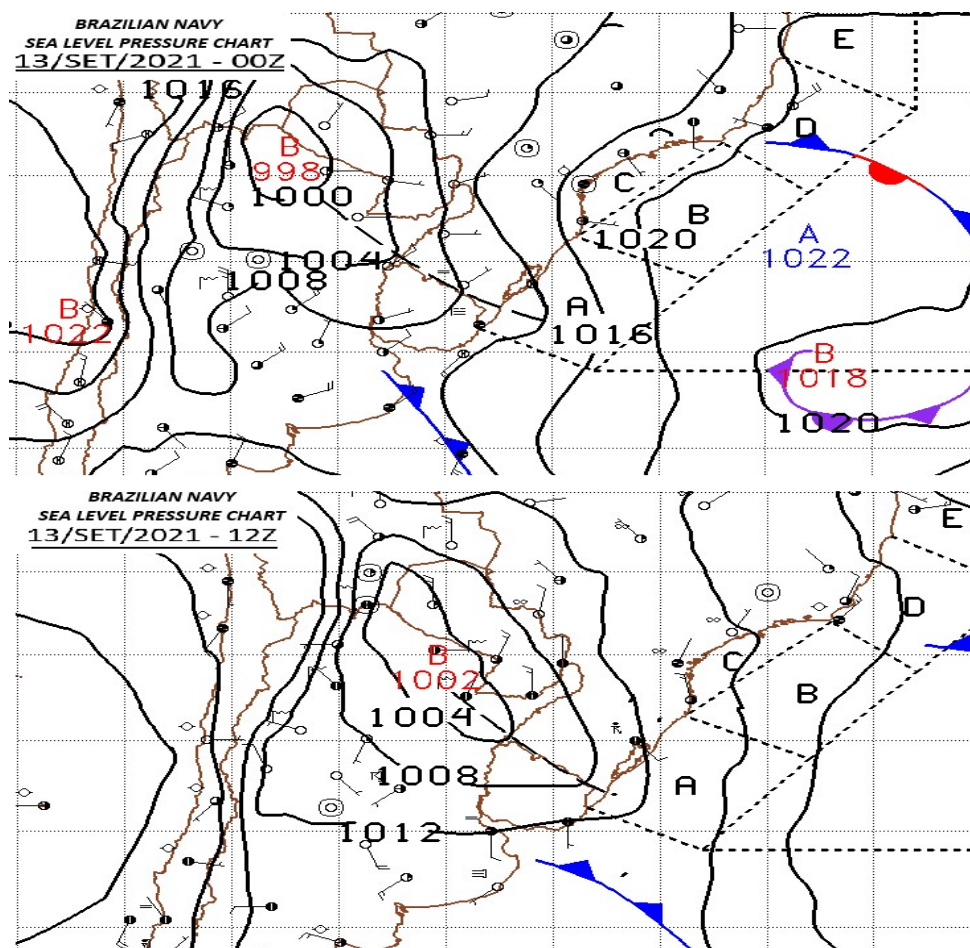 BRAZILIAN NAVY
SEA LEVEL PRESSURE CHART
13/SET/2021 - 00Z
E
1016
D
B
998
C
1000
B
A
1020
1022
1004
1008
B
1022
A
1016
B
1018
1020
BRAZILIAN NAVY
SEA LEVEL PRESSURE CHART
13/SET/2021 - 12Z
E
D
B
1002
C
B
1004
1008
A
1012